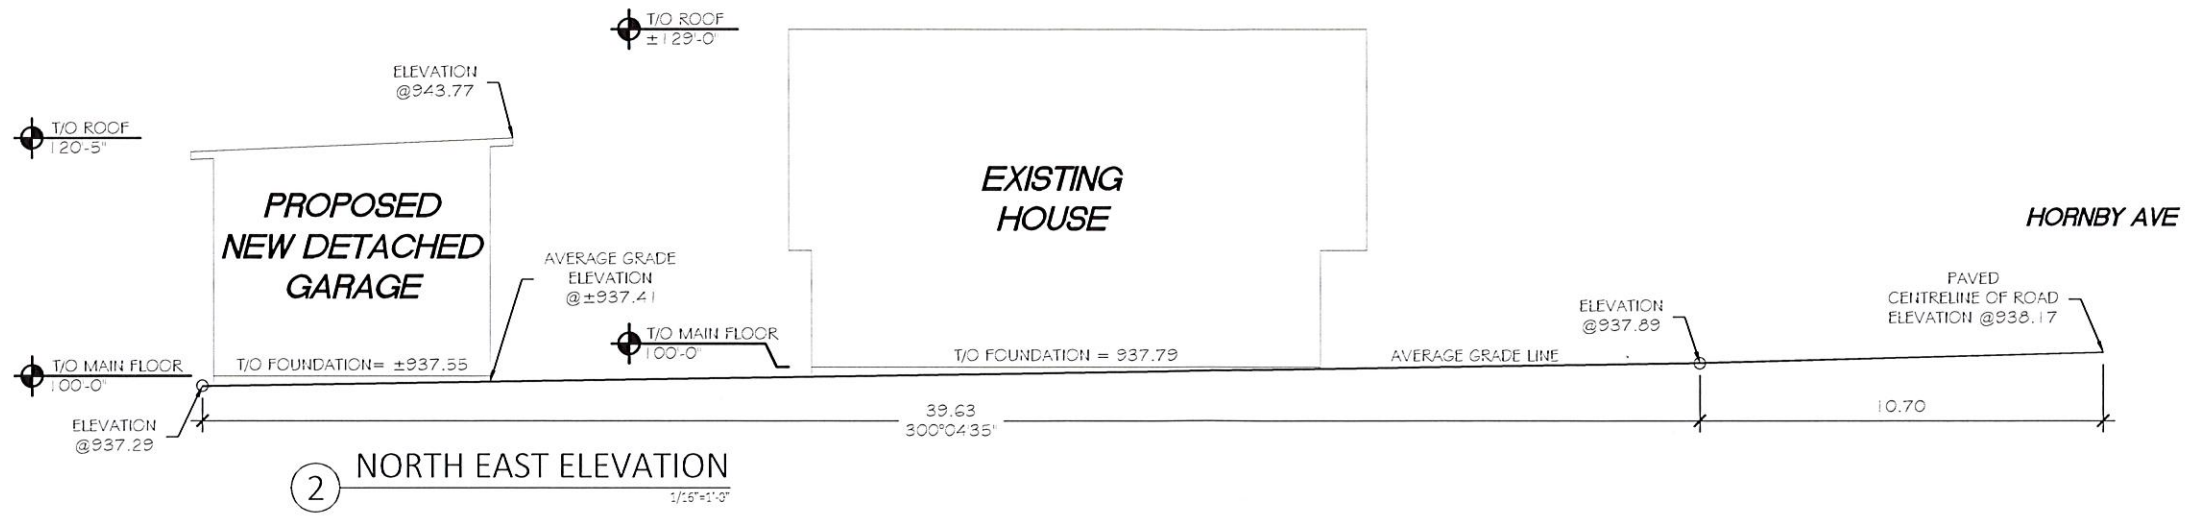 T/O ROOF
±129'-0"
ELEVATION
@943.77
T/O ROOF
120'-5"
PROPOSED
NEW DETACHED
GARAGE
EXISTING
HOUSE
HORNBY AVE
AVERAGE GRADE
ELEVATION
@±937.41
PAVED
CENTRELINE OF ROAD
ELEVATION @938.17
ELEVATION
@937.89
T/O MAIN FLOOR
100'-0"
T/O FOUNDATION = 937.79
AVERAGE GRADE LINE
T/O MAIN FLOOR
100'-0"
T/O FOUNDATION= ±937.55
ELEVATION
@937.29
39.63
300°04'35"
10.70
2
NORTH EAST ELEVATION
1/16"=1'-0"